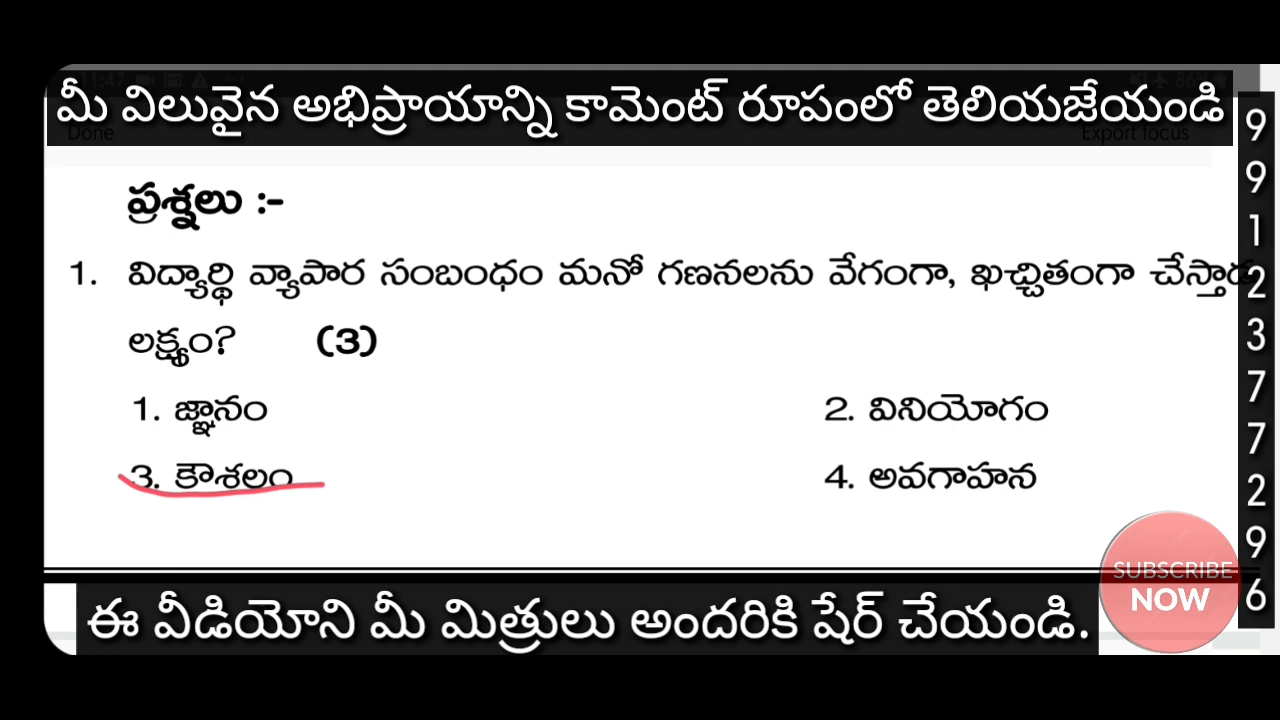 మీ విలువైన అభిప్రాయాన్ని కామెంట్ రూపంలో తెలియజేయండి
Done
Export focus
ప్రశ్నలు :-
1. విద్యార్థి వ్యాపార సంబంధం మనో గణనలను వేగంగా, ఖచ్చితంగా చేస్తాడు
లక్ష్యం? (3)
1. జ్ఞానం 2. వినియోగం
3. కౌశలం 4. అవగాహన
SUBSCRIBE
NOW
ఈ వీడియోని మీ మిత్రులు అందరికి షేర్ చేయండి.
9
9
1
2
3
7
7
2
9
6